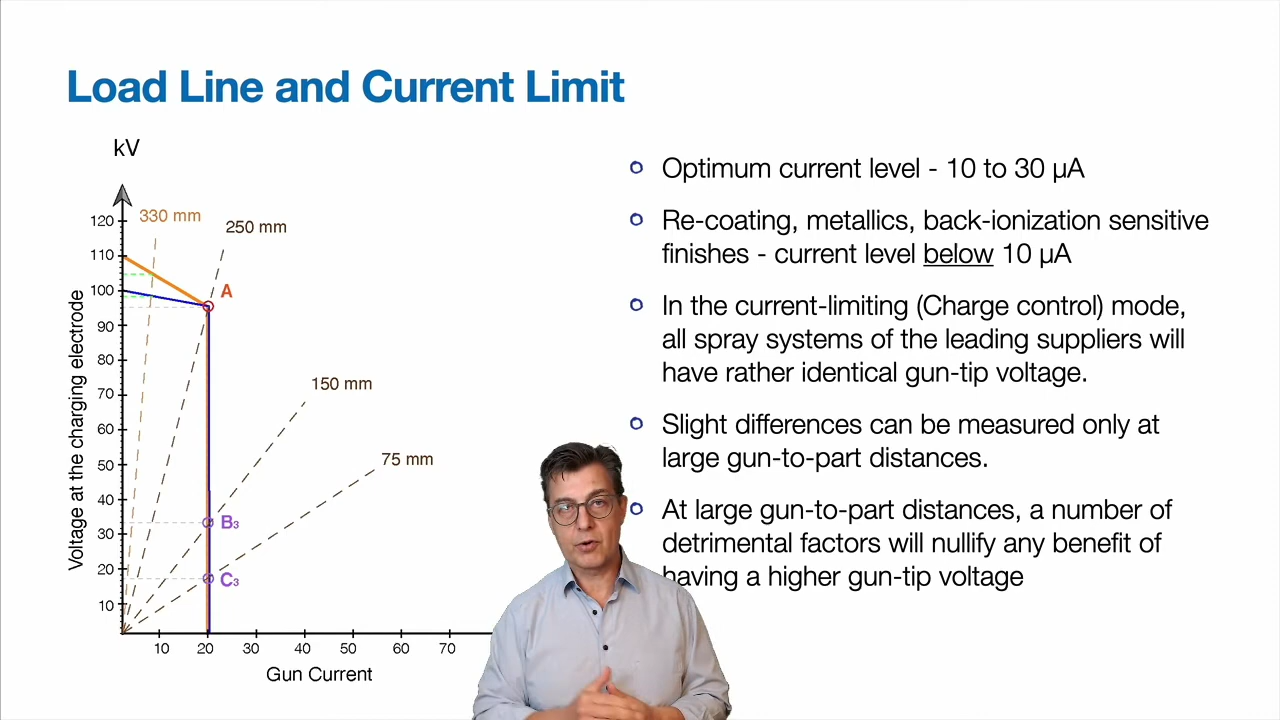 Load Line and Current Limit
kV
120
110
100
90
80
70
60
50
40
30
20
10
Voltage at the charging electrode
330 mm
250 mm
A
150 mm
75 mm
B3
C3
10
20
30
40
50
60
70
Gun Current
Optimum current level - 10 to 30 µA
Re-coating, metallics, back-ionization sensitive
finishes - current level below 10 µA
In the current-limiting (Charge control) mode,
all spray systems of the leading suppliers will
have rather identical gun-tip voltage.
Slight differences can be measured only at
large gun-to-part distances.
At large gun-to-part distances, a number of
detrimental factors will nullify any benefit of
having a higher gun-tip voltage